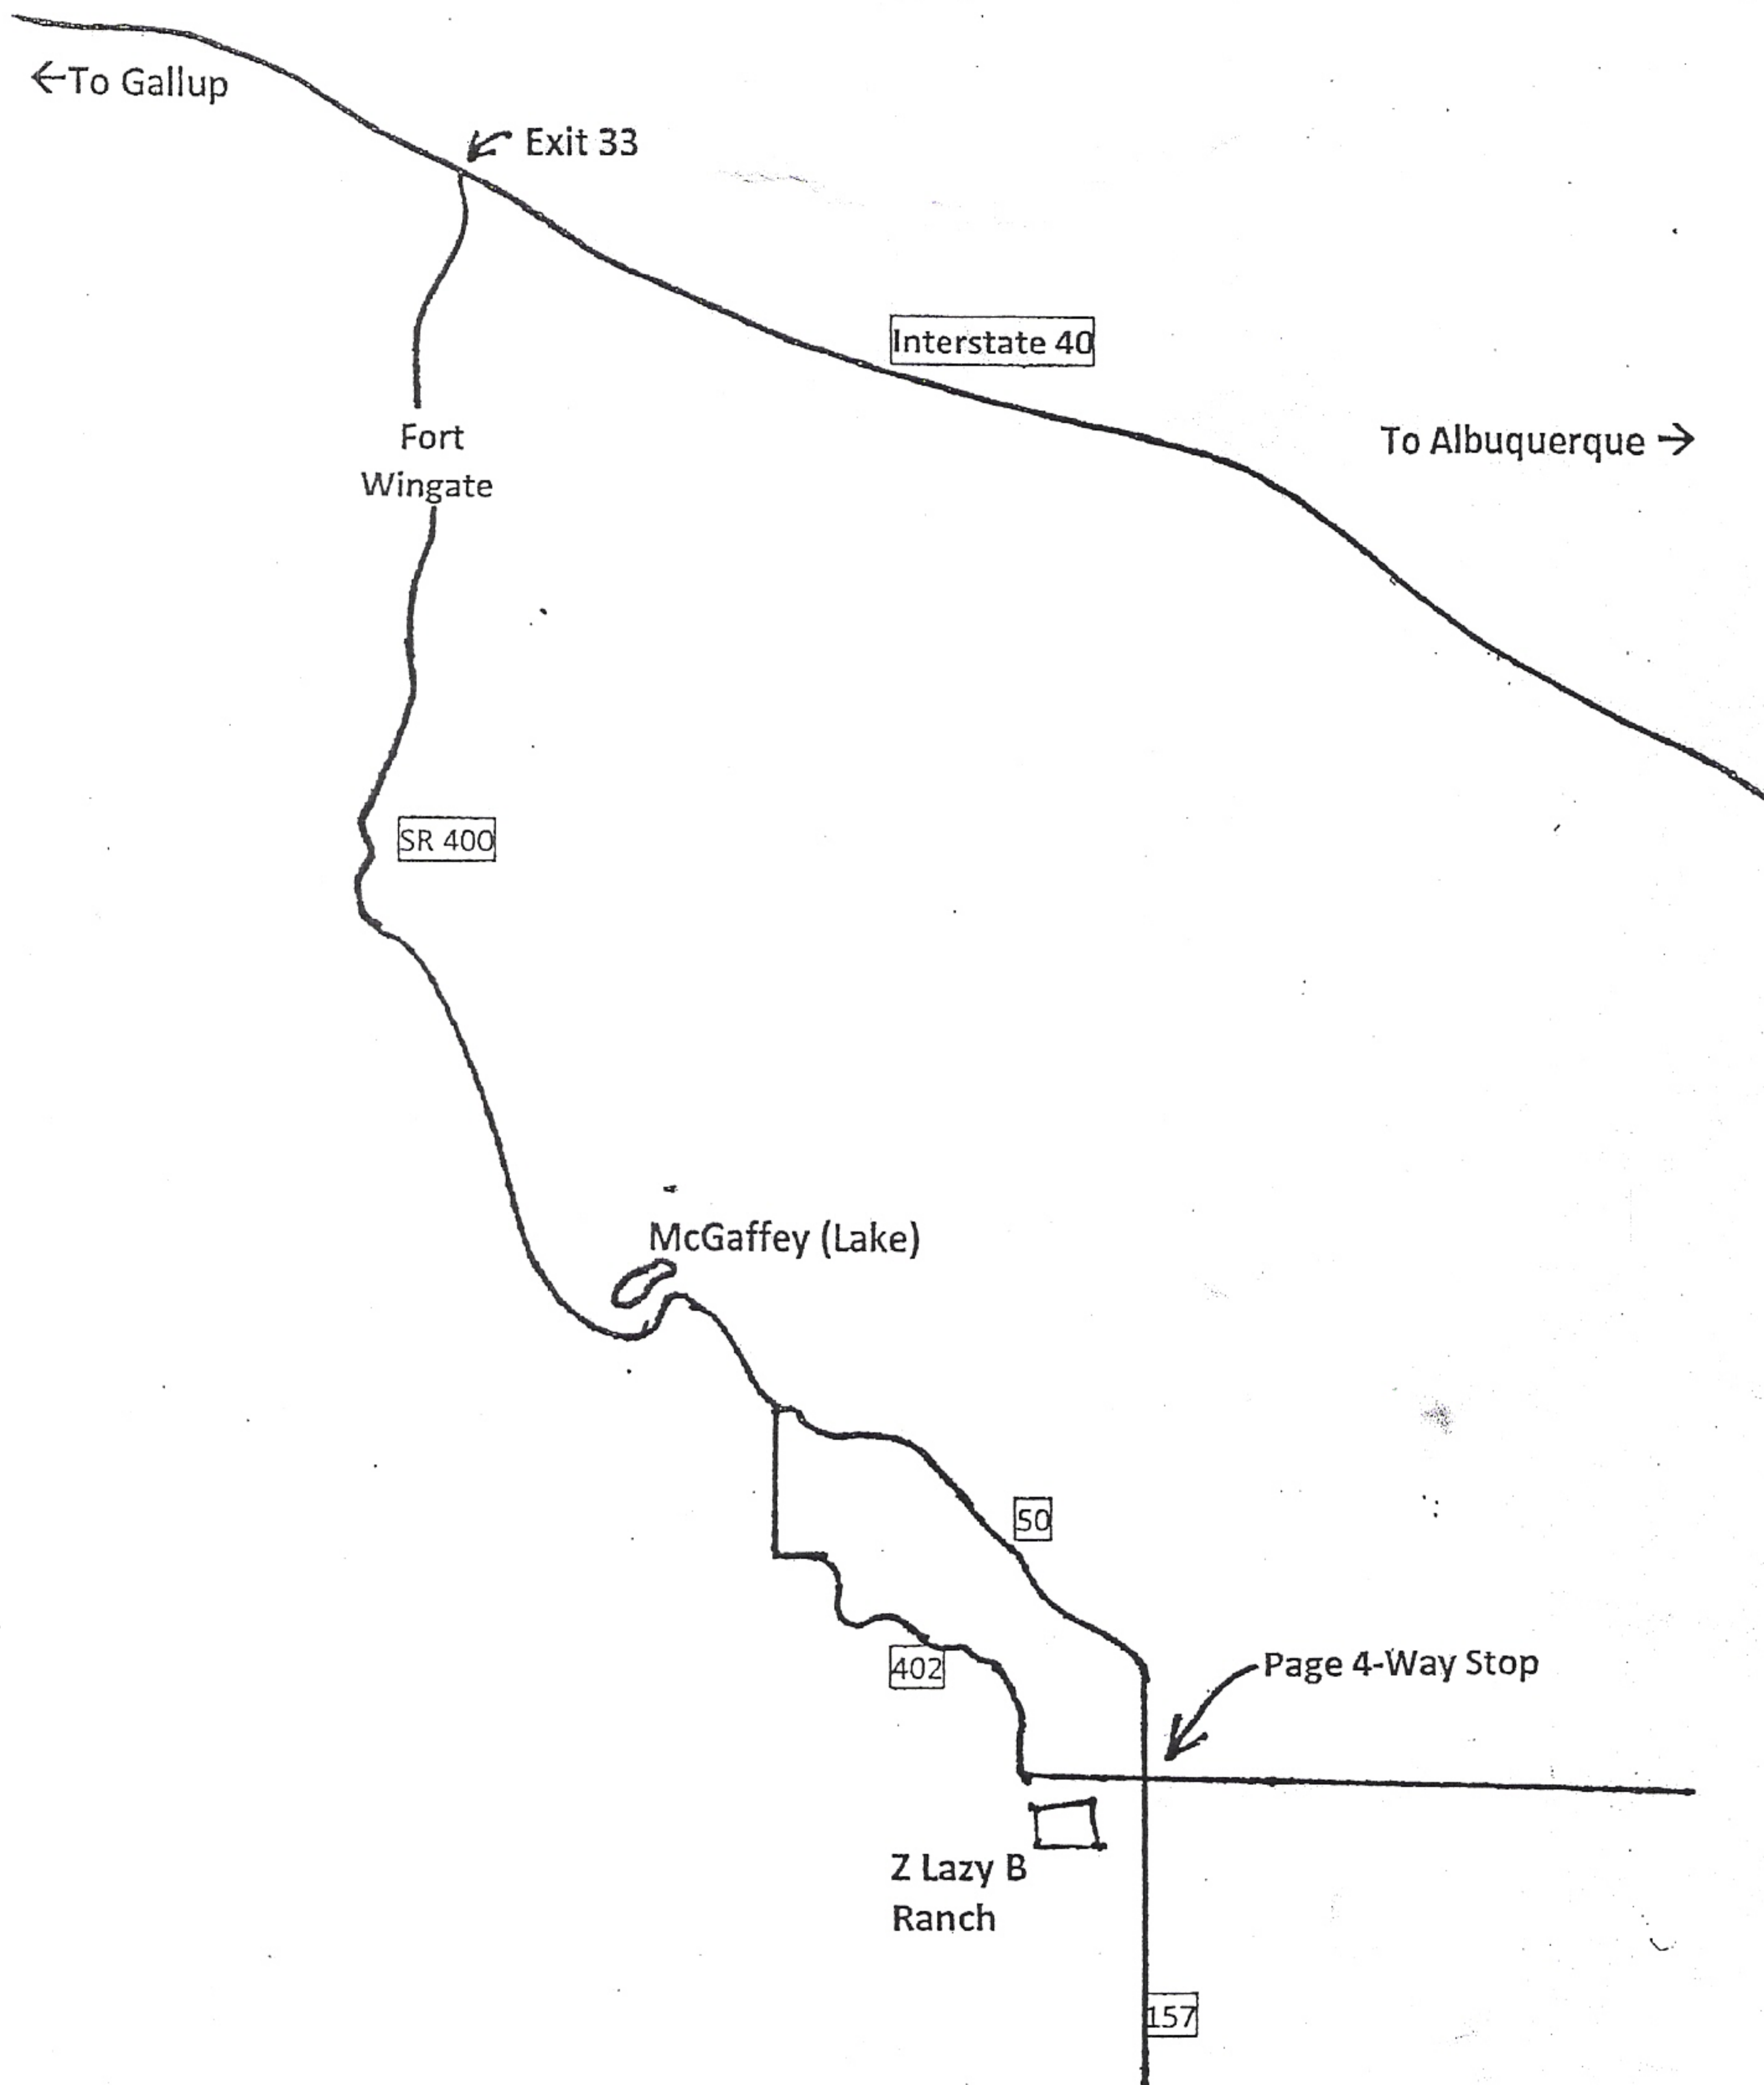 ←To Gallup
Exit 33
Interstate 40
To Albuquerque →
Fort
Wingate
SR 400
McGaffey (Lake)
50
402
Page 4-Way Stop
Z Lazy B
Ranch
157